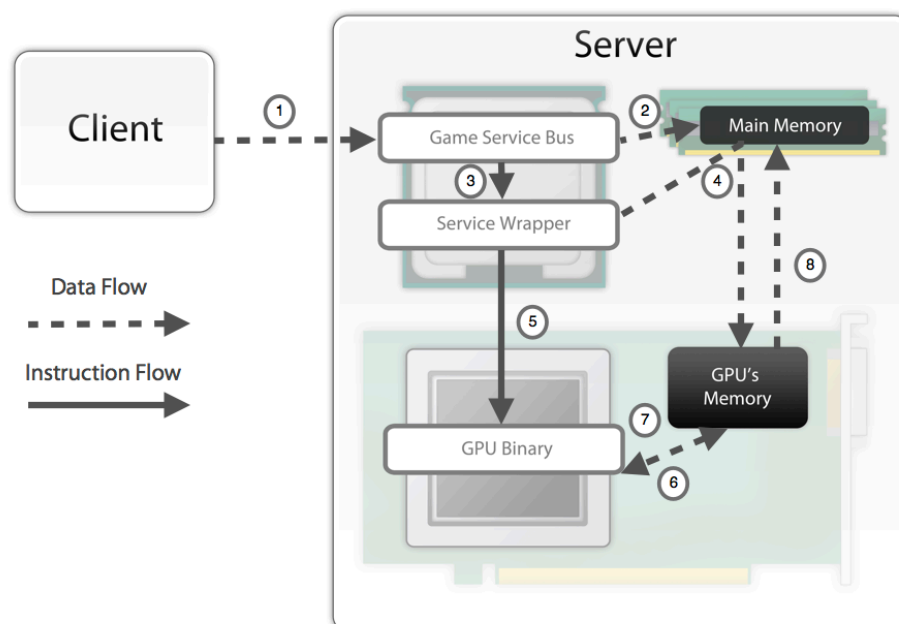 Server
Client
1
2
Game Service Bus
Main Memory
3
4
Service Wrapper
8
Data Flow
5
Instruction Flow
GPU's
Memory
7
GPU Binary
6